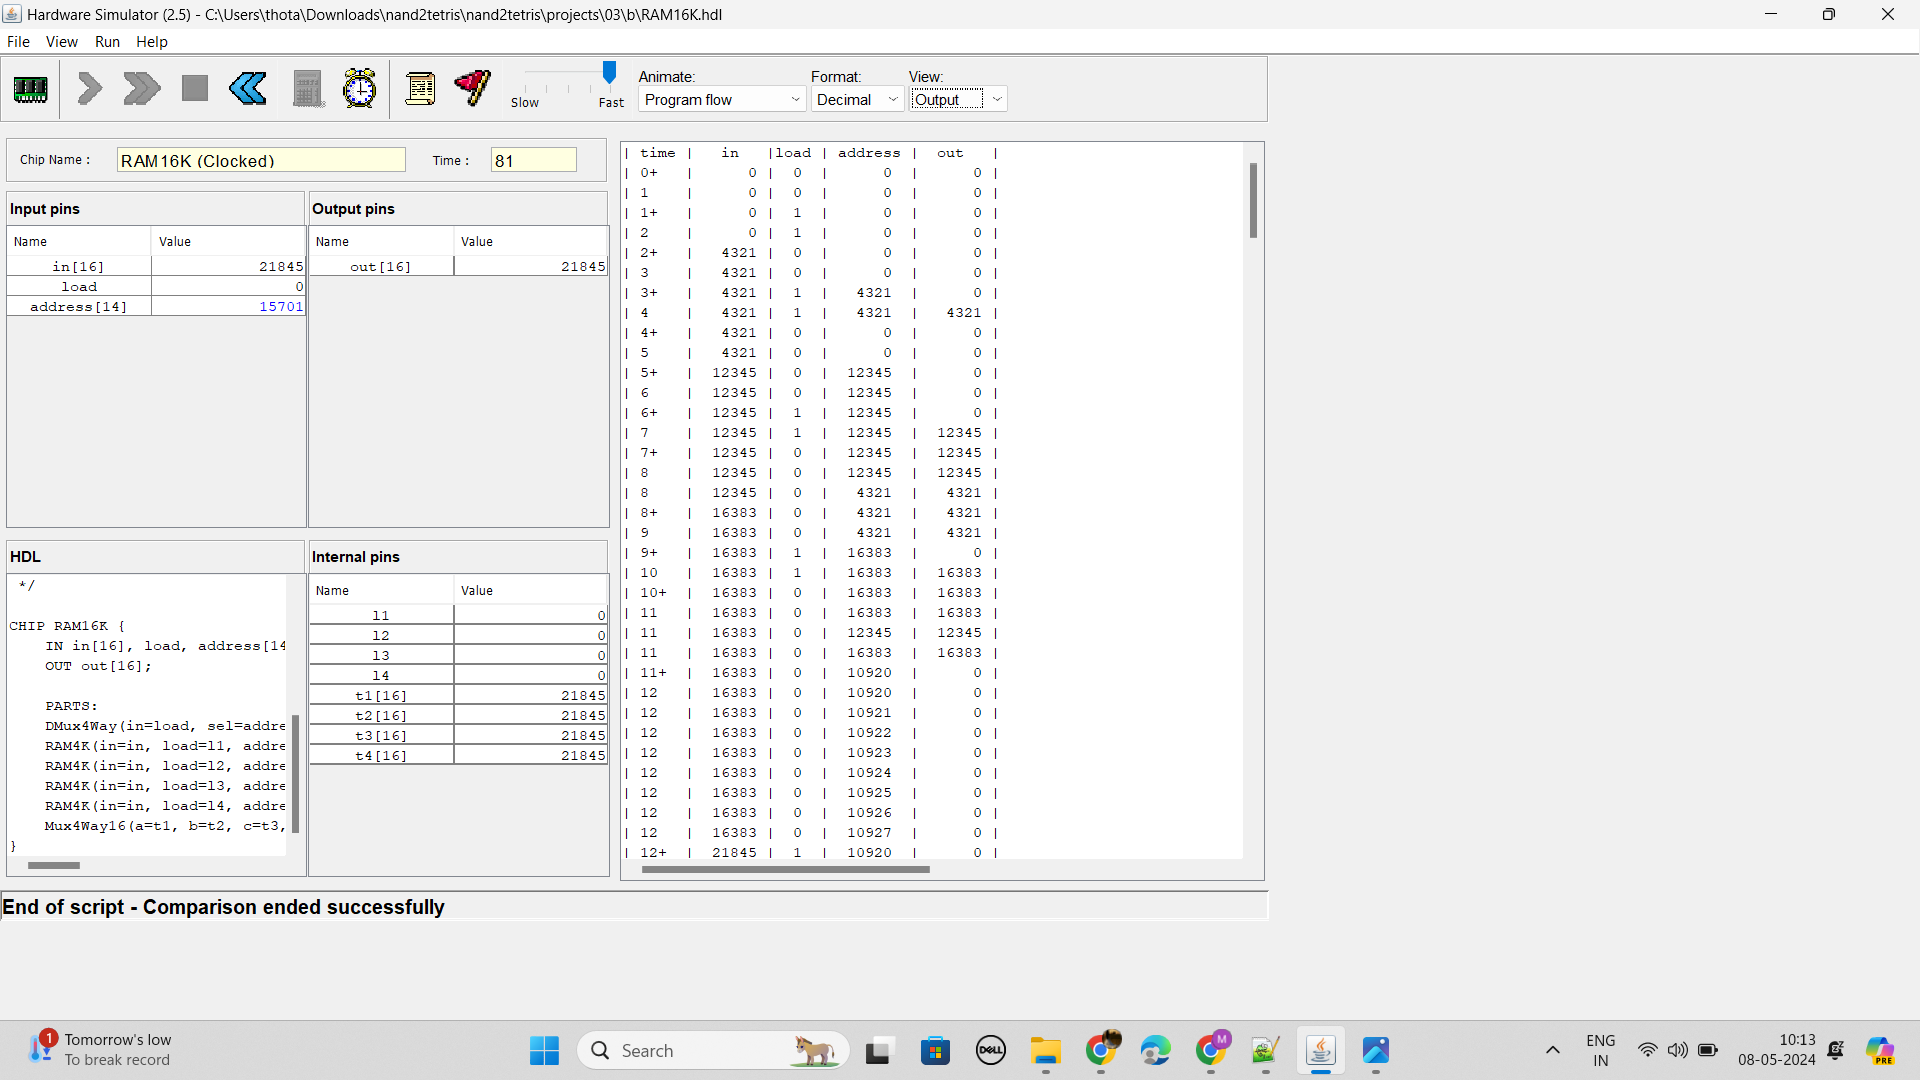 Hardware Simulator (2.5) - C:\Users\thota\Downloads\nand2tetris\nand2tetris\projects\03\b\RAM16K.hdl
File View Run Help
Slow Fast
Animate: Format: View:
Program flow Decimal Output
Chip Name : RAM16K (Clocked) Time : 81
Input pins
Name Value
in[16] 21845
load 0
address[14] 15701
Output pins
Name Value
out[16] 21845
HDL
*/
CHIP RAM16K {
IN in[16], load, address[14
OUT out[16];
PARTS:
DMux4Way(in=load, sel=addre
RAM4K(in=in, load=l1, addre
RAM4K(in=in, load=l2, addre
RAM4K(in=in, load=l3, addre
RAM4K(in=in, load=l4, addre
Mux4Way16(a=t1, b=t2, c=t3,
}
Internal pins
Name Value
l1 0
l2 0
l3 0
l4 0
t1[16] 21845
t2[16] 21845
t3[16] 21845
t4[16] 21845
| time | in |load | address | out |
| 0+ | 0 | 0 | 0 | 0 |
| 1 | 0 | 0 | 0 | 0 |
| 1+ | 0 | 1 | 0 | 0 |
| 2 | 0 | 1 | 0 | 0 |
| 2+ | 4321 | 0 | 0 | 0 |
| 3 | 4321 | 0 | 0 | 0 |
| 3+ | 4321 | 1 | 4321 | 0 |
| 4 | 4321 | 1 | 4321 | 4321 |
| 4+ | 4321 | 0 | 0 | 0 |
| 5 | 4321 | 0 | 0 | 0 |
| 5+ | 12345 | 0 | 12345 | 0 |
| 6 | 12345 | 0 | 12345 | 0 |
| 6+ | 12345 | 1 | 12345 | 0 |
| 7 | 12345 | 1 | 12345 | 12345 |
| 7+ | 12345 | 0 | 12345 | 12345 |
| 8 | 12345 | 0 | 12345 | 12345 |
| 8 | 12345 | 0 | 4321 | 4321 |
| 8+ | 16383 | 0 | 4321 | 4321 |
| 9 | 16383 | 0 | 4321 | 4321 |
| 9+ | 16383 | 1 | 16383 | 0 |
| 10 | 16383 | 1 | 16383 | 16383 |
| 10+ | 16383 | 0 | 16383 | 16383 |
| 11 | 16383 | 0 | 16383 | 16383 |
| 11 | 16383 | 0 | 12345 | 12345 |
| 11 | 16383 | 0 | 16383 | 16383 |
| 11+ | 16383 | 0 | 10920 | 0 |
| 12 | 16383 | 0 | 10920 | 0 |
| 12 | 16383 | 0 | 10921 | 0 |
| 12 | 16383 | 0 | 10922 | 0 |
| 12 | 16383 | 0 | 10923 | 0 |
| 12 | 16383 | 0 | 10924 | 0 |
| 12 | 16383 | 0 | 10925 | 0 |
| 12 | 16383 | 0 | 10926 | 0 |
| 12 | 16383 | 0 | 10927 | 0 |
| 12+ | 21845 | 1 | 10920 | 0 |
End of script - Comparison ended successfully
1
Tomorrow's low
To break record
Search
DELL
M
ENG
IN
10:13
08-05-2024
PRE